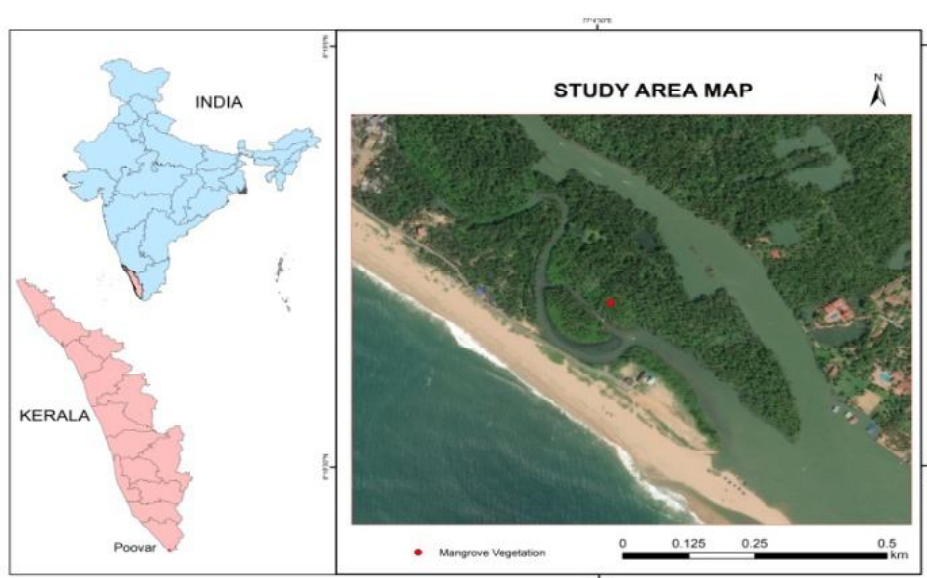 INDIA
KERALA
Poovar
STUDY AREA MAP
N
Mangrove Vegetation
0 0.125 0.25 0.5
km